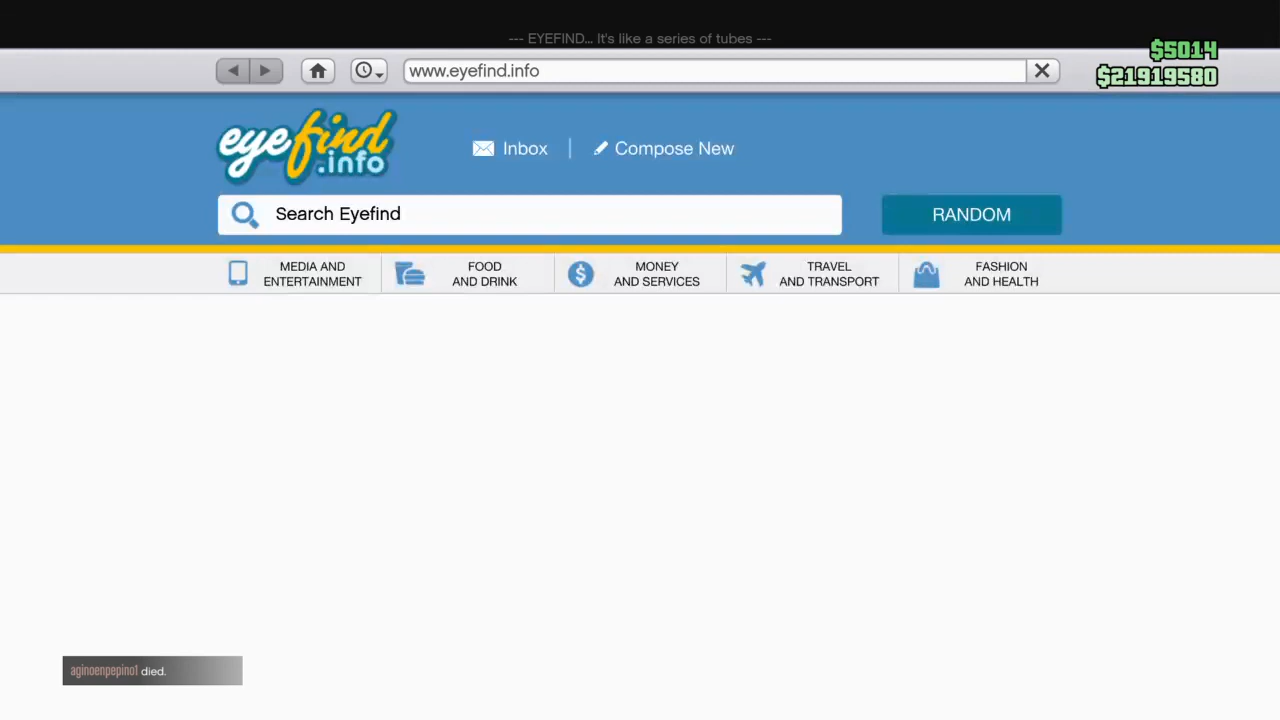 --- EYEFIND... It's like a series of tubes ---
$5014
www.eyefind.info
$21919580
eyefind
.info
Inbox
Compose New
Search Eyefind
RANDOM
MEDIA AND
ENTERTAINMENT
FOOD
AND DRINK
MONEY
AND SERVICES
TRAVEL
AND TRANSPORT
FASHION
AND HEALTH
aginoenpepino1 died.